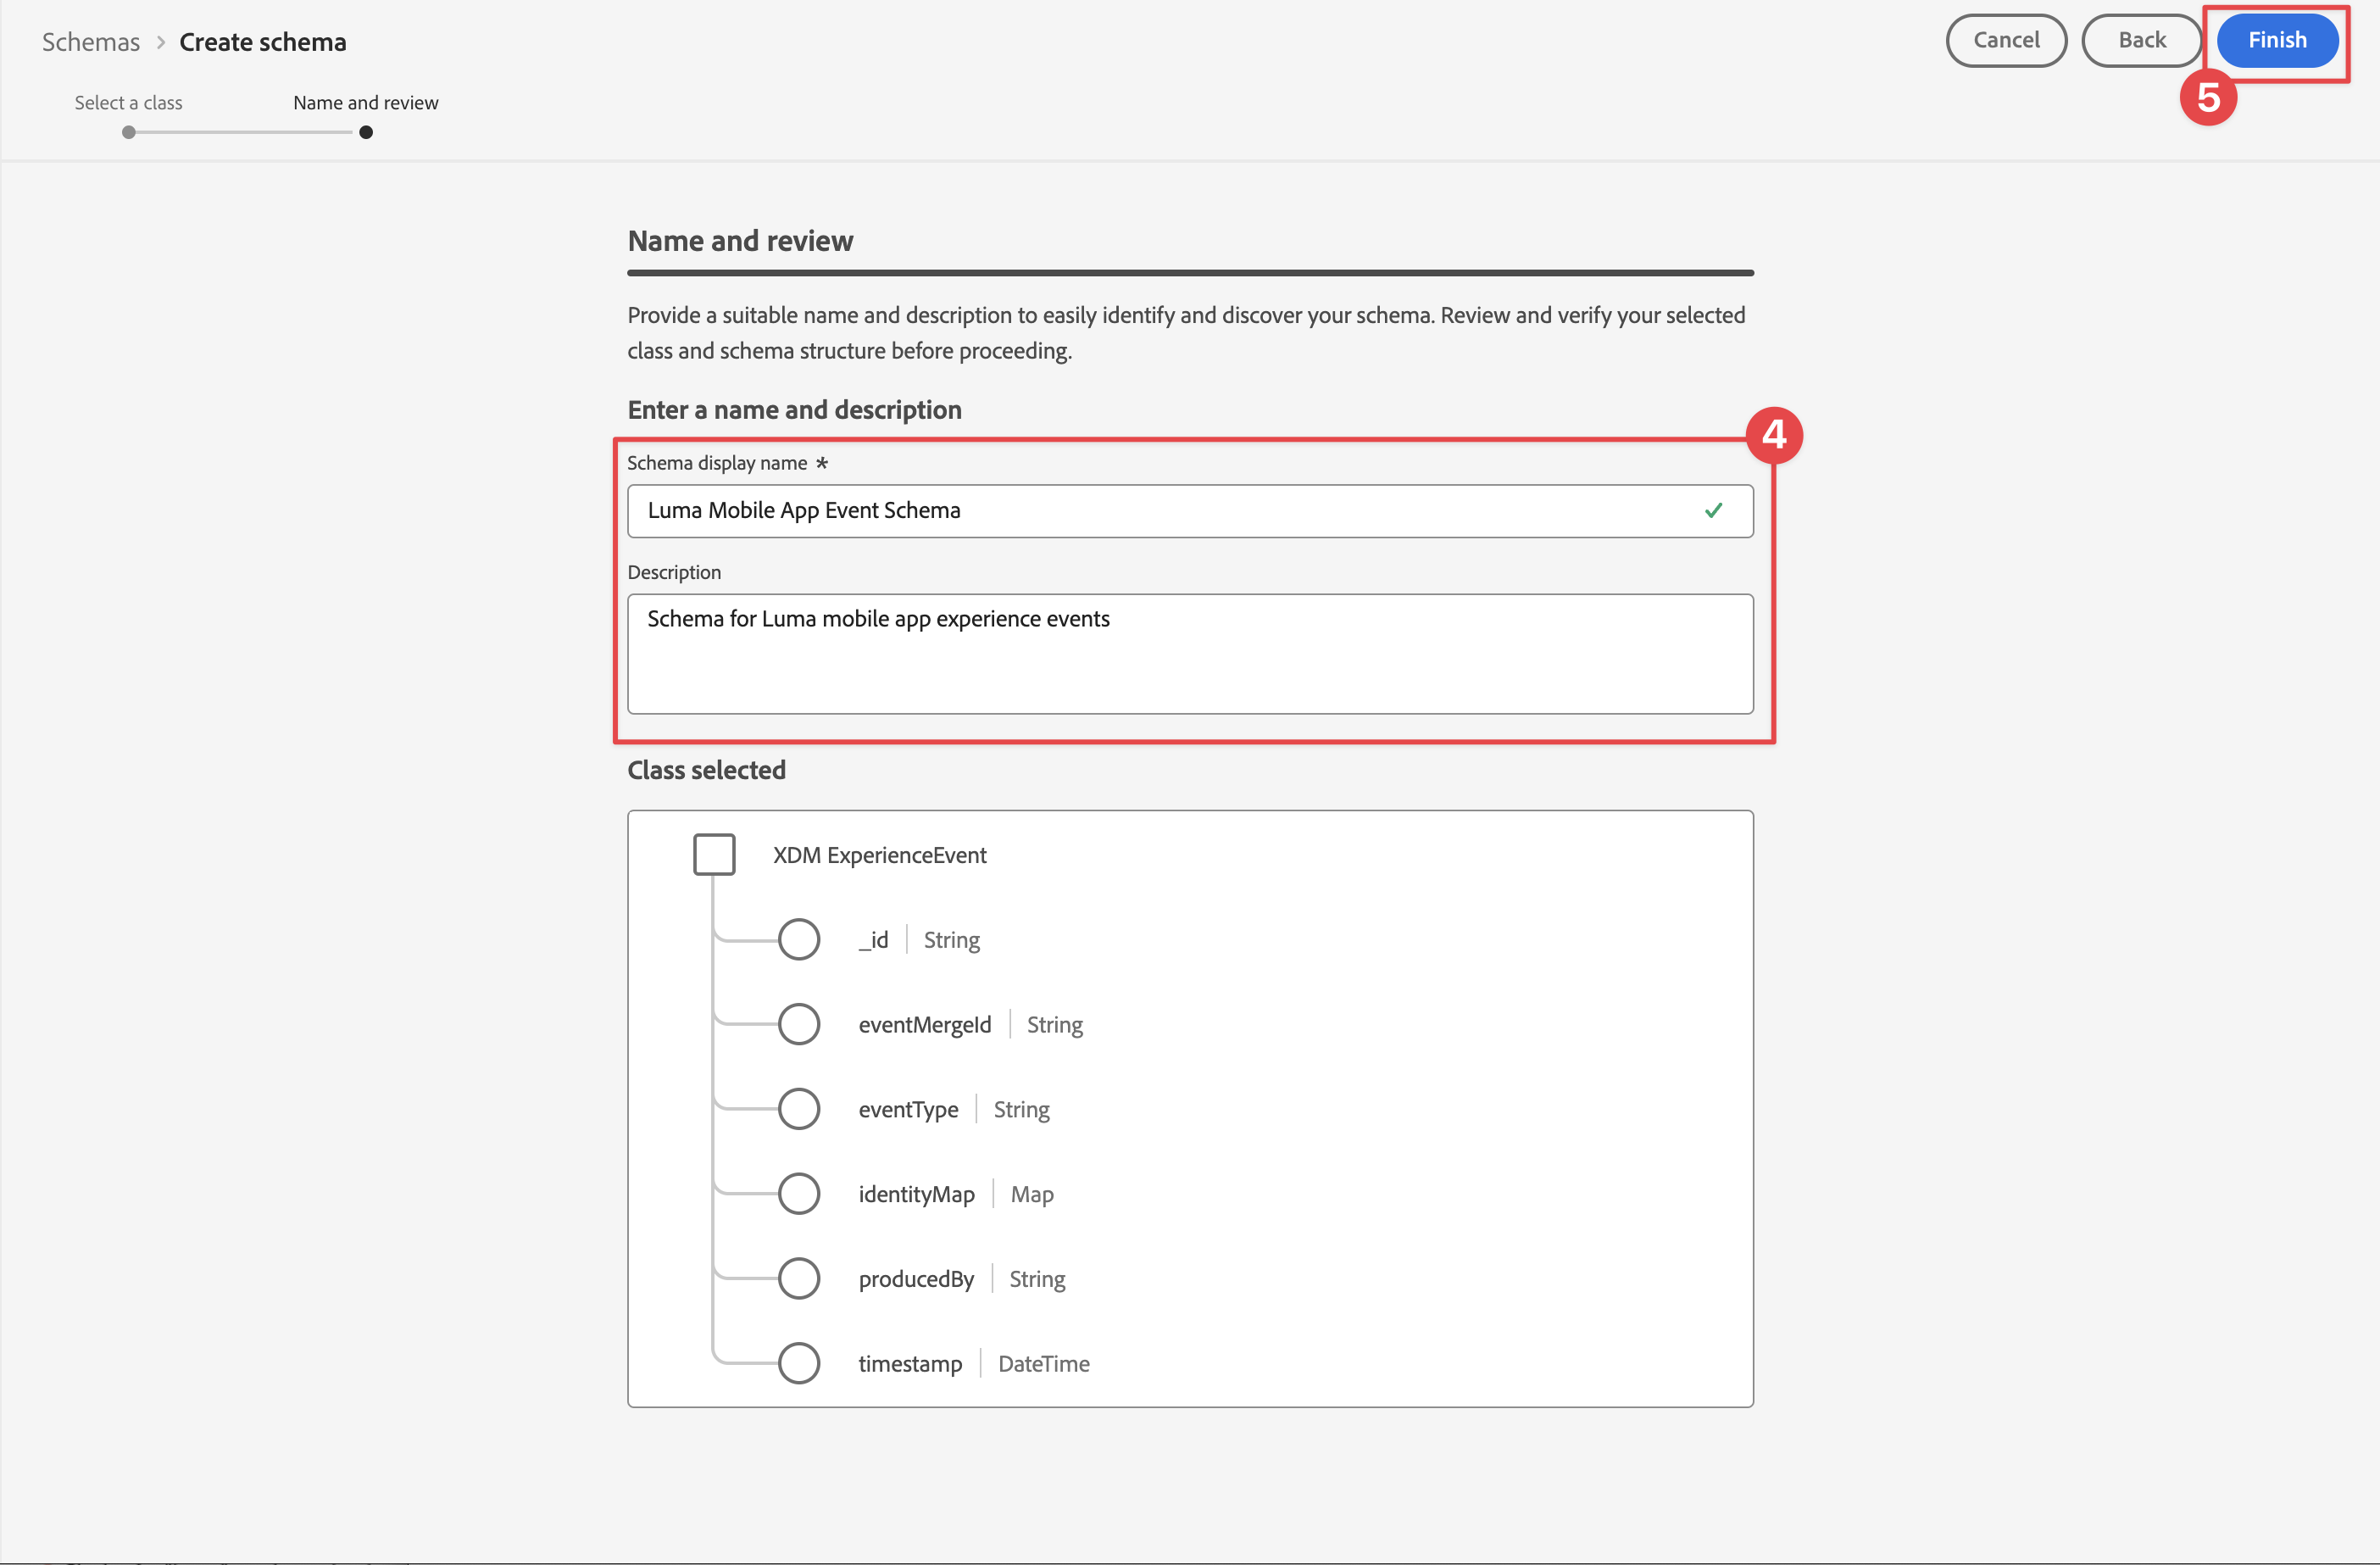 Schemas > Create schema
Cancel
Back
Finish
5
Select a class
Name and review
Name and review
Provide a suitable name and description to easily identify and discover your schema. Review and verify your selected
class and schema structure before proceeding.
Enter a name and description
4
Schema display name *
Luma Mobile App Event Schema
Description
Schema for Luma mobile app experience events
Class selected
XDM ExperienceEvent
_id | String
eventMergeId | String
eventType | String
identityMap | Map
producedBy | String
timestamp | DateTime